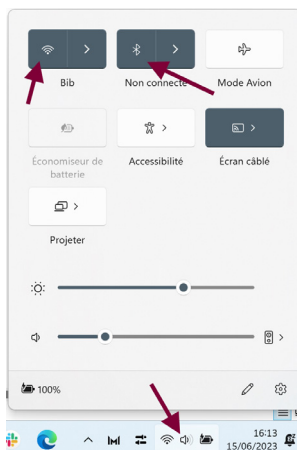 Bib
Non connecté
Mode Avion
Économiseur de
batterie
Accessibilité
Écran câblé
Projeter
100%
16:13
15/06/2023